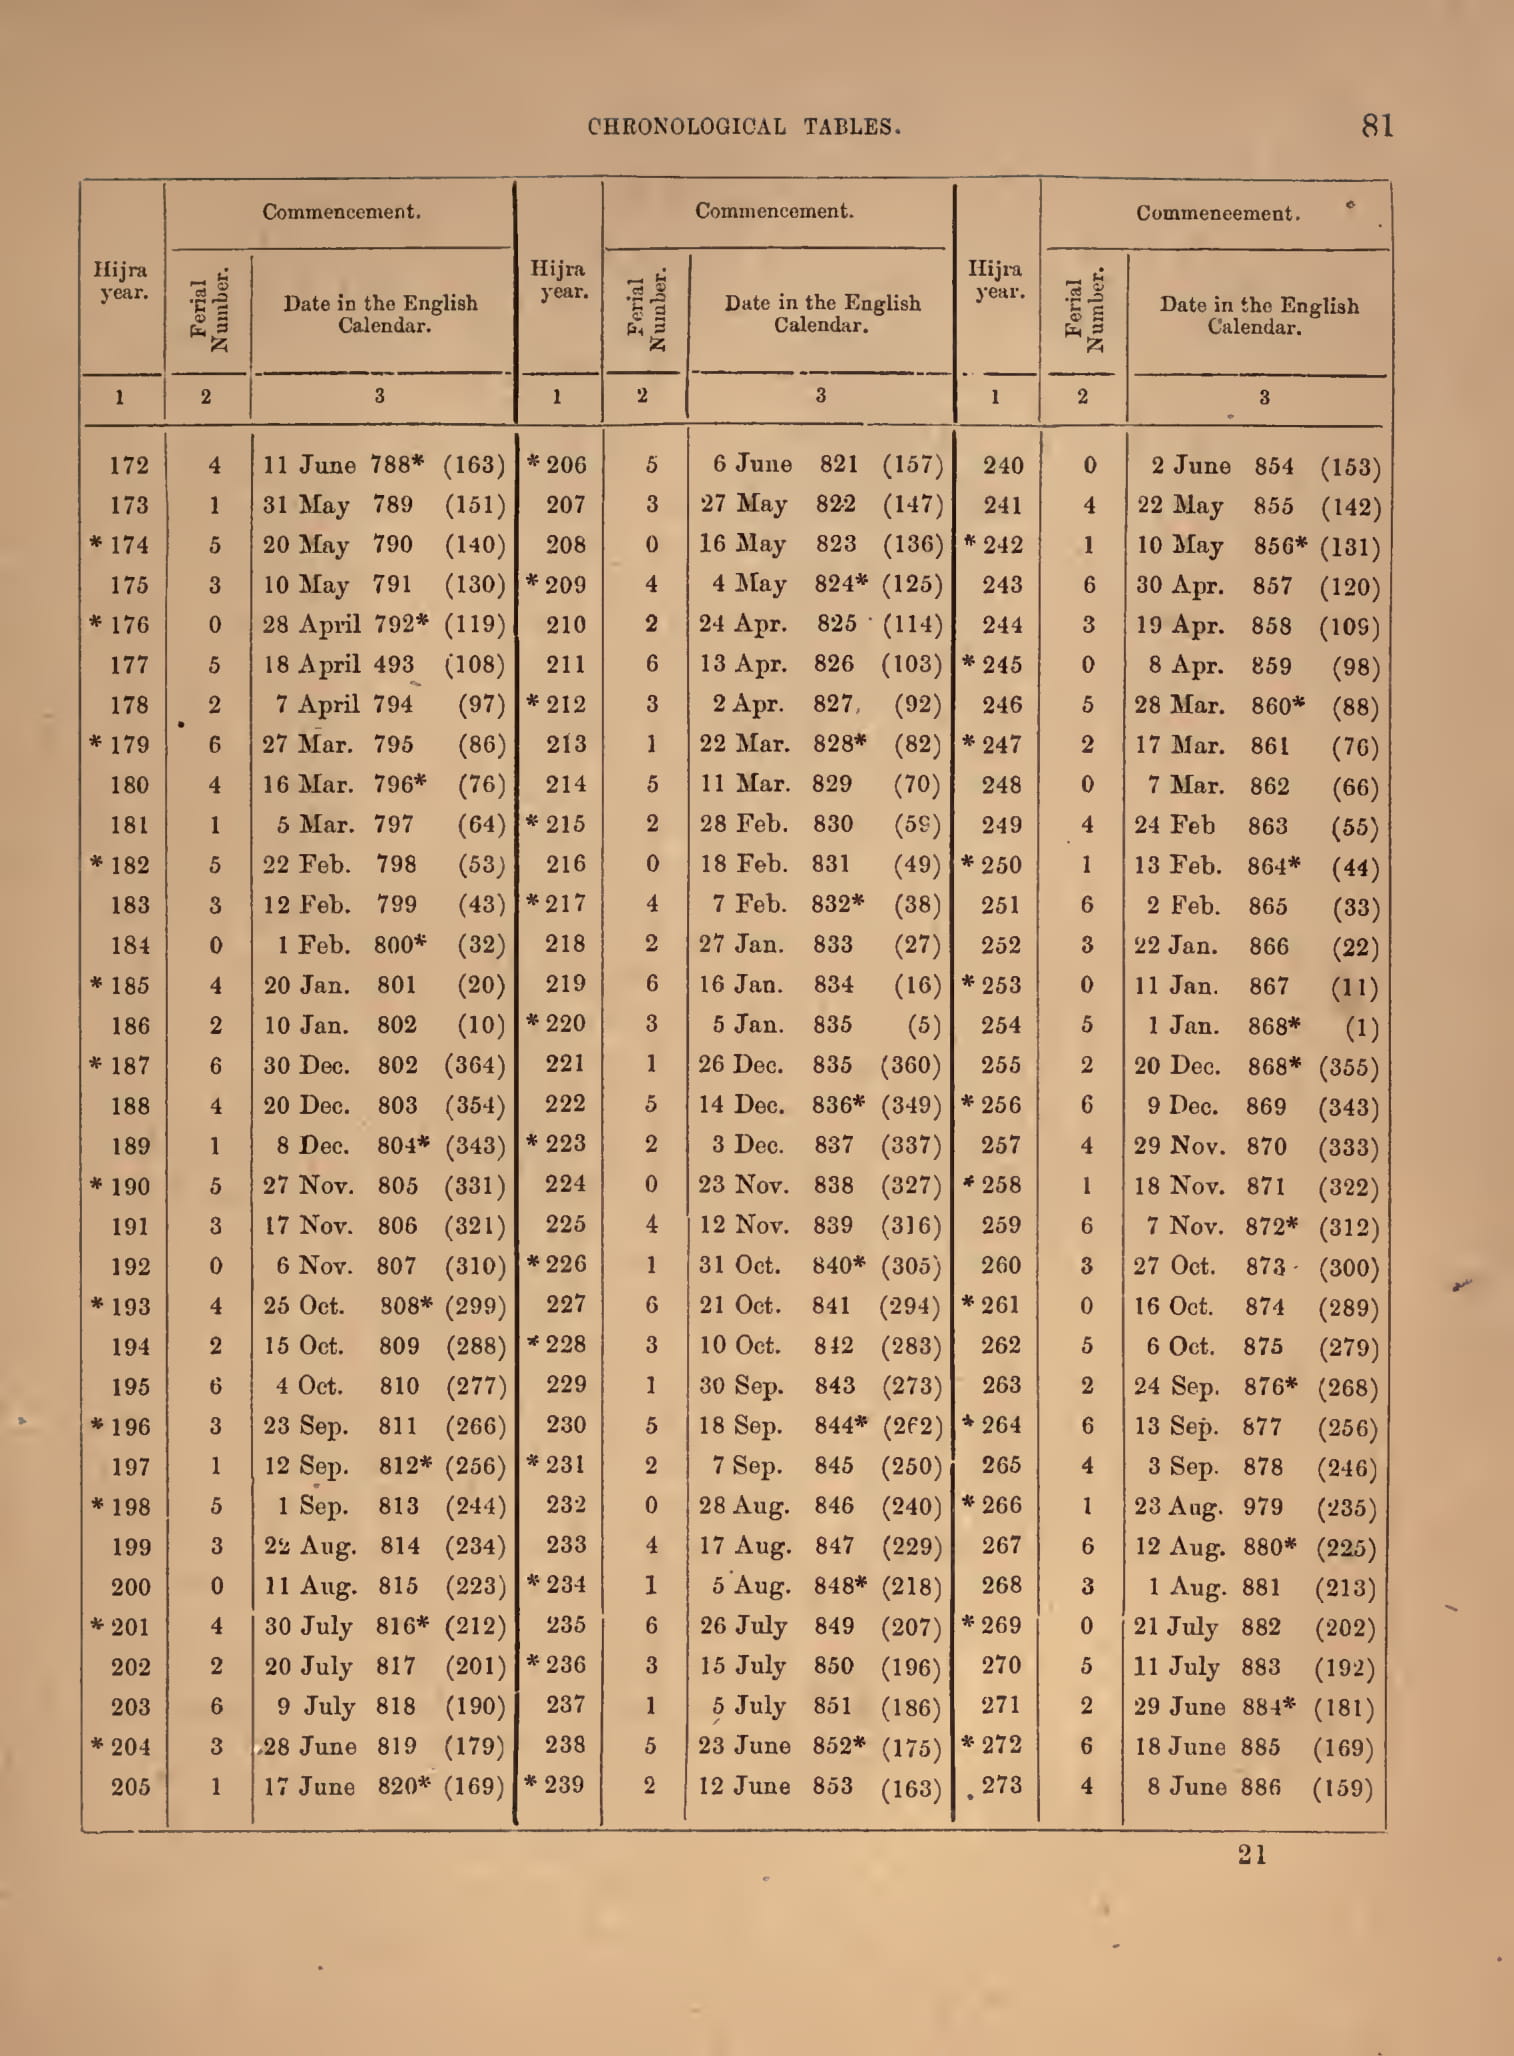 CHRONOLOGICAL TABLES. 81
Commencement. Commencement. Commencement.
Hijra year. Ferial Number. Date in the English Calendar. Hijra year. Ferial Number. Date in the English Calendar. Hijra year. Ferial Number. Date in the English Calendar.
1 2 3 1 2 3 1 2 3
172 4 11 June 788* (163) *206 5 6 June 821 (157) 240 0 2 June 854 (153)
173 1 31 May 789 (151) 207 3 27 May 822 (147) 241 4 22 May 855 (142)
*174 5 20 May 790 (140) 208 0 16 May 823 (136) *242 1 10 May 856* (131)
175 3 10 May 791 (130) *209 4 4 May 824* (125) 243 6 30 Apr. 857 (120)
*176 0 28 April 792* (119) 210 2 24 Apr. 825 (114) 244 3 19 Apr. 858 (109)
177 5 18 April 493 (108) 211 6 13 Apr. 826 (103) *245 0 8 Apr. 859 (98)
178 2 7 April 794 (97) *212 3 2 Apr. 827 (92) 246 5 28 Mar. 860* (88)
*179 6 27 Mar. 795 (86) 213 1 22 Mar. 828* (82) *247 2 17 Mar. 861 (76)
180 4 16 Mar. 796* (76) 214 5 11 Mar. 829 (70) 248 0 7 Mar. 862 (66)
181 1 5 Mar. 797 (64) *215 2 28 Feb. 830 (59) 249 4 24 Feb 863 (55)
*182 5 22 Feb. 798 (53) 216 0 18 Feb. 831 (49) *250 1 13 Feb. 864* (44)
183 3 12 Feb. 799 (43) *217 4 7 Feb. 832* (38) 251 6 2 Feb. 865 (33)
184 0 1 Feb. 800* (32) 218 2 27 Jan. 833 (27) 252 3 22 Jan. 866 (22)
*185 4 20 Jan. 801 (20) 219 6 16 Jan. 834 (16) *253 0 11 Jan. 867 (11)
186 2 10 Jan. 802 (10) *220 3 5 Jan. 835 (5) 254 5 1 Jan. 868* (1)
*187 6 30 Dec. 802 (364) 221 1 26 Dec. 835 (360) 255 2 20 Dec. 868* (355)
188 4 20 Dec. 803 (354) 222 5 14 Dec. 836* (349) *256 6 9 Dec. 869 (343)
189 1 8 Dec. 804* (343) *223 2 3 Dec. 837 (337) 257 4 29 Nov. 870 (333)
*190 5 27 Nov. 805 (331) 224 0 23 Nov. 838 (327) *258 1 18 Nov. 871 (322)
191 3 17 Nov. 806 (321) 225 4 12 Nov. 839 (316) 259 6 7 Nov. 872* (312)
192 0 6 Nov. 807 (310) *226 1 31 Oct. 840* (305) 260 3 27 Oct. 873 (300)
*193 4 25 Oct. 808* (299) 227 6 21 Oct. 841 (294) *261 0 16 Oct. 874 (289)
194 2 15 Oct. 809 (288) *228 3 10 Oct. 842 (283) 262 5 6 Oct. 875 (279)
195 6 4 Oct. 810 (277) 229 1 30 Sep. 843 (273) 263 2 24 Sep. 876* (268)
*196 3 23 Sep. 811 (266) 230 5 18 Sep. 844* (262) *264 6 13 Sep. 877 (256)
197 1 12 Sep. 812* (256) *231 2 7 Sep. 845 (250) 265 4 3 Sep. 878 (246)
*198 5 1 Sep. 813 (244) 232 0 28 Aug. 846 (240) *266 1 23 Aug. 979 (235)
199 3 22 Aug. 814 (234) 233 4 17 Aug. 847 (229) 267 6 12 Aug. 880* (225)
200 0 11 Aug. 815 (223) *234 1 5 Aug. 848* (218) 268 3 1 Aug. 881 (213)
*201 4 30 July 816* (212) 235 6 26 July 849 (207) *269 0 21 July 882 (202)
202 2 20 July 817 (201) *236 3 15 July 850 (196) 270 5 11 July 883 (192)
203 6 9 July 818 (190) 237 1 5 July 851 (186) 271 2 29 June 884* (181)
*204 3 28 June 819 (179) 238 5 23 June 852* (175) *272 6 18 June 885 (169)
205 1 17 June 820* (169) *239 2 12 June 853 (163) 273 4 8 June 886 (159)
21